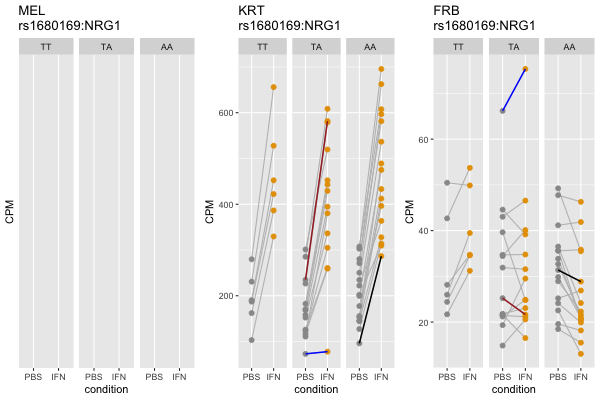 MEL
rs1680169:NRG1
TT TA AA
CPM
PBS IFN PBS IFN PBS IFN
condition
KRT
rs1680169:NRG1
TT TA AA
CPM
600
400
200
PBS IFN PBS IFN PBS IFN
condition
FRB
rs1680169:NRG1
TT TA AA
CPM
60
40
20
PBS IFN PBS IFN PBS IFN
condition